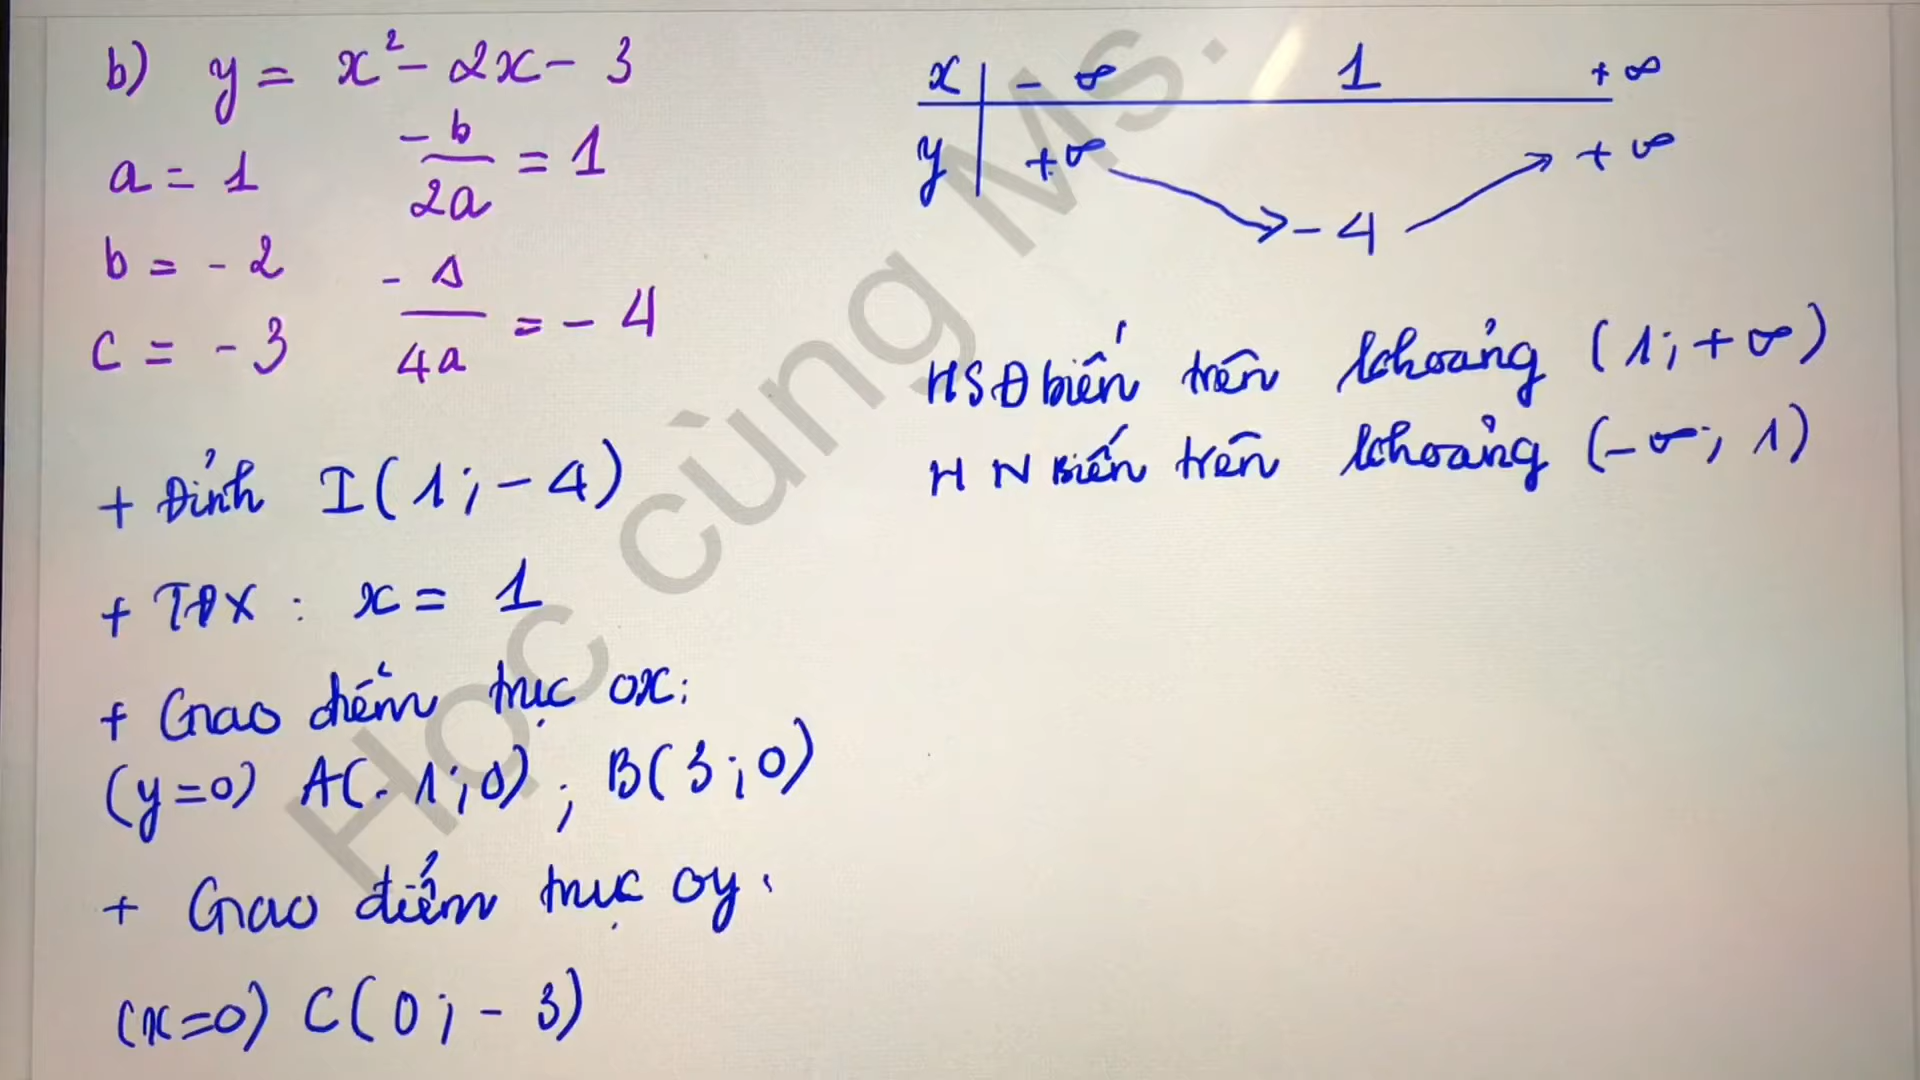 b) y = x² - 2x - 3
a = 1
-b/2a = 1
b = -2
-Δ/4a = -4
c = -3
+ Đỉnh I(1; -4)
+ TĐX : x = 1
+ Giao điểm trục ox:
(y=0) A(-1;0) ; B(3;0)
+ Giao điểm trục oy:
(x=0) C(0; -3)
x | -∞ 1 +∞
y | +∞ ↘ -4 ↗ +∞
HSĐ biến trên khoảng (1; +∞)
H N Biến trên khoảng (-∞; 1)
Học cùng Ms.